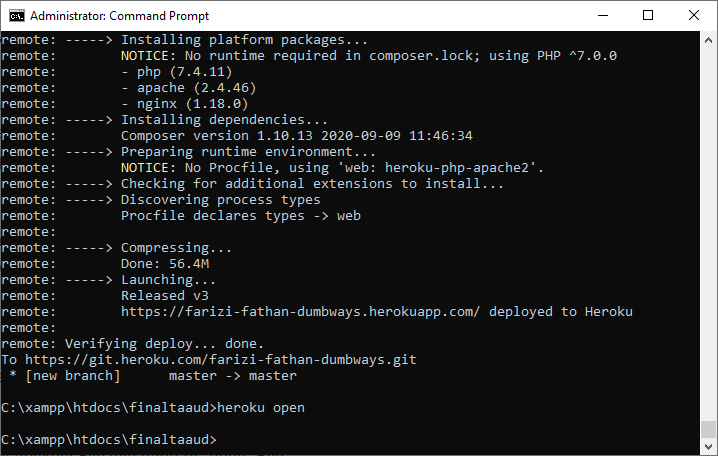 Administrator: Command Prompt
remote: -----> Installing platform packages...
remote:        NOTICE: No runtime required in composer.lock; using PHP ^7.0.0
remote:        - php (7.4.11)
remote:        - apache (2.4.46)
remote:        - nginx (1.18.0)
remote: -----> Installing dependencies...
remote:        Composer version 1.10.13 2020-09-09 11:46:34
remote: -----> Preparing runtime environment...
remote:        NOTICE: No Procfile, using 'web: heroku-php-apache2'.
remote: -----> Checking for additional extensions to install...
remote: -----> Discovering process types
remote:        Procfile declares types -> web
remote:
remote: -----> Compressing...
remote:        Done: 56.4M
remote: -----> Launching...
remote:        Released v3
remote:        https://farizi-fathan-dumbways.herokuapp.com/ deployed to Heroku
remote:
remote: Verifying deploy... done.
To https://git.heroku.com/farizi-fathan-dumbways.git
 * [new branch]      master -> master
C:\xampp\htdocs\finaltaaud>heroku open
C:\xampp\htdocs\finaltaaud>